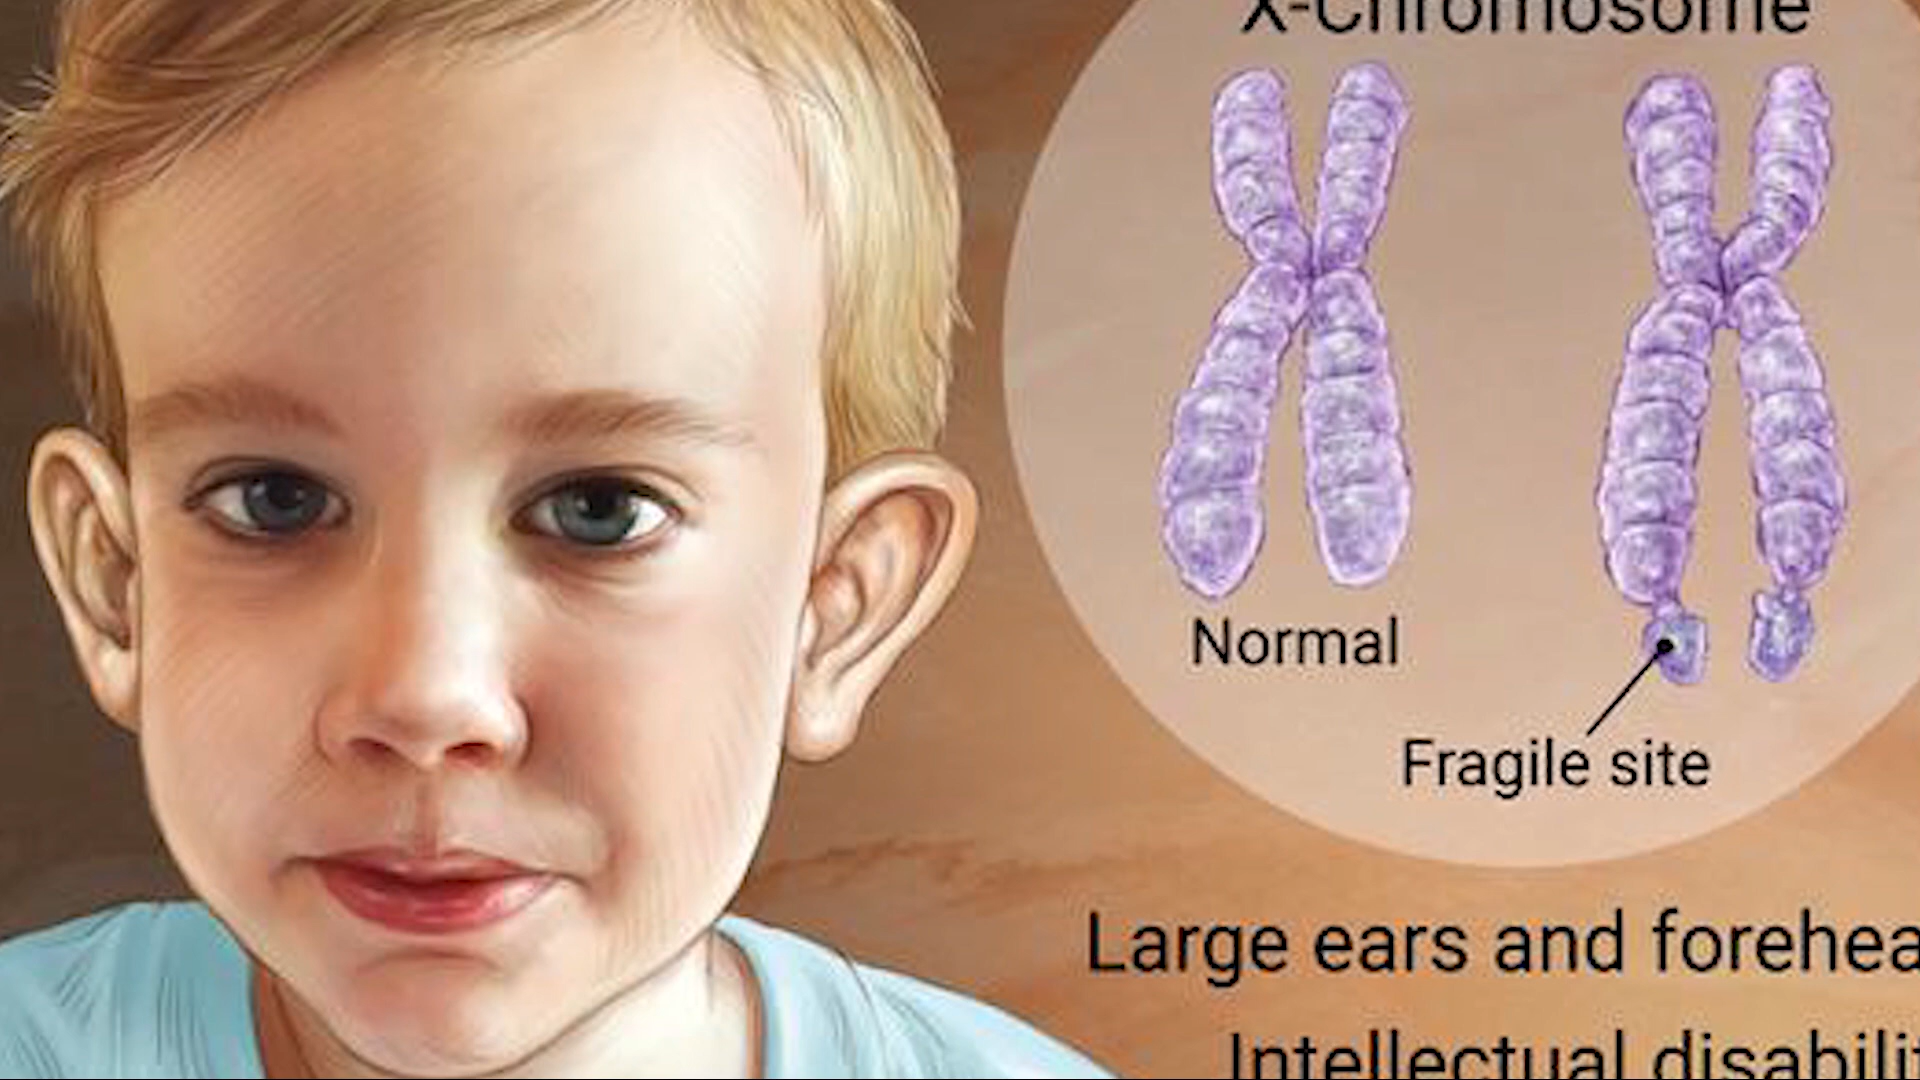 X-Chromosome
Normal
Fragile site
Large ears and forehea
Intellectual disabilit